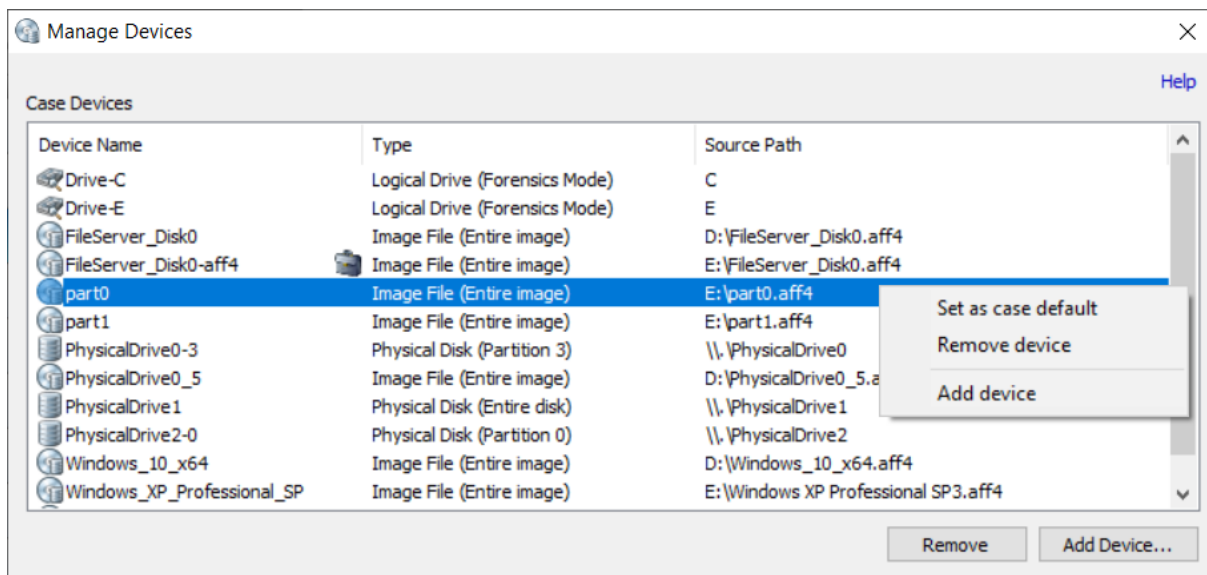 Manage Devices
Help
Case Devices
Device Name Type Source Path
Drive-C Logical Drive (Forensics Mode) C
Drive-E Logical Drive (Forensics Mode) E
FileServer_Disk0 Image File (Entire image) D:\FileServer_Disk0.aff4
FileServer_Disk0-aff4 Image File (Entire image) E:\FileServer_Disk0.aff4
part0 Image File (Entire image) E:\part0.aff4
Set as case default
part1 Image File (Entire image) E:\part1.aff4
Remove device
PhysicalDrive0-3 Physical Disk (Partition 3) \\.\PhysicalDrive0
PhysicalDrive0_5 Image File (Entire image) D:\PhysicalDrive0_5.a
Add device
PhysicalDrive1 Physical Disk (Entire disk) \\.\PhysicalDrive1
PhysicalDrive2-0 Physical Disk (Partition 0) \\.\PhysicalDrive2
Windows_10_x64 Image File (Entire image) D:\Windows_10_x64.aff4
Windows_XP_Professional_SP Image File (Entire image) E:\Windows XP Professional SP3.aff4
Remove Add Device...